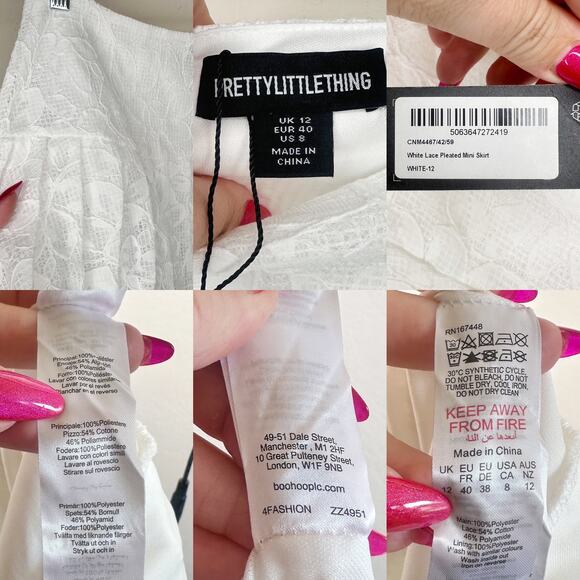 PRETTYLITTLETHING
UK 12
EUR 40
US 8
MADE IN
CHINA
5063647272419
CNM4467/42/59
White Lace Pleated Mini Skirt
WHITE-12
Principal:100%Poliéster
Encaje:54% Algodón
46% Poliamida
Forro:100%Poliéster
Lavar con colores similares
Lavar por el revés
Planchar en el reverso
Principale:100%Poliestere
Pizzo:54% Cotone
46% Poliammide
Fodera:100%Poliestere
Lavare con colori simili
Lavare al rovescio
Stirare sul rovescio
Primär:100%Polyester
Spets:54% Bomull
46% Polyamid
Foder:100%Polyester
Tvätta med liknande färger
Tvätta ut och in
Stryk ut och in
49-51 Dale Street,
Manchester , M1 2HF
10 Great Pulteney Street,
London, W1F 9NB
boohooplc.com
4FASHION ZZ4951
RN167448
30
30°C SYNTHETIC CYCLE,
DO NOT BLEACH, DO NOT
TUMBLE DRY, COOL IRON,
DO NOT DRY CLEAN
KEEP AWAY
FROM FIRE
أبعدها عن النار
Made in China
UK EU EU USA AUS
FR DE CA NZ
12 40 38 8 12
Main:100%Polyester
Lace:54% Cotton
46% Polyamide
Lining:100%Polyester
Wash with similar colours
Wash inside out
Iron on reverse